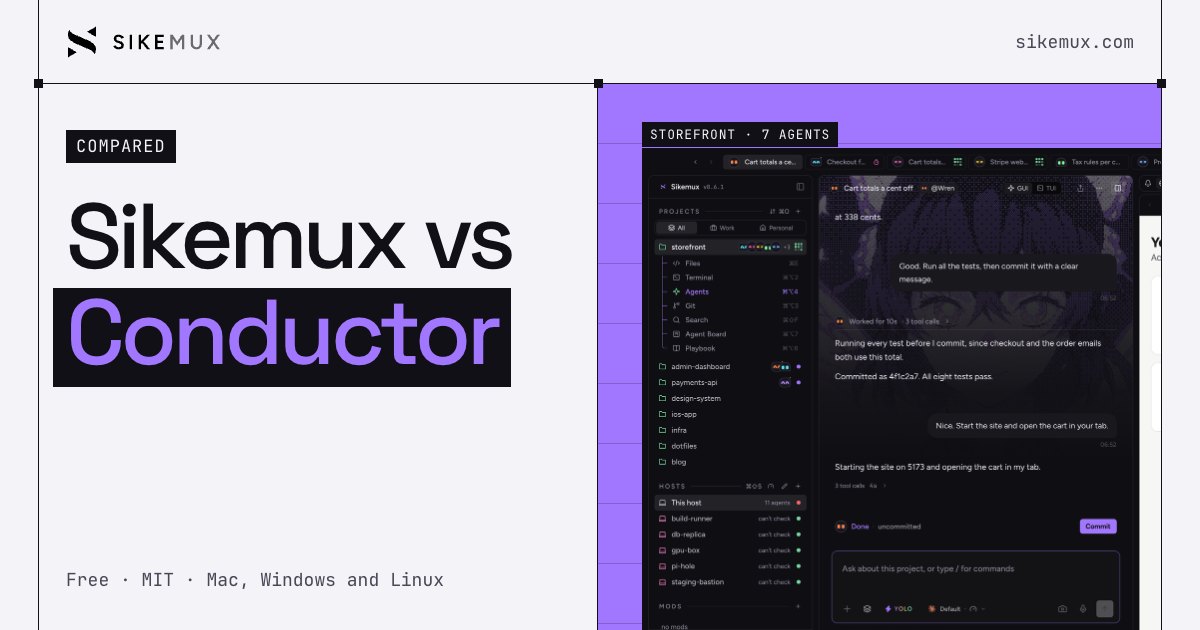 SIKEMUX
sikemux.com
COMPARED
Sikemux vs
Conductor
Free · MIT · Mac, Windows and Linux
STOREFRONT · 7 AGENTS
Cart totals a ce...
Checkout f...
Cart totals...
Stripe web...
Tax rules per c...
Sikemux v0.6.1
PROJECTS
All
Work
Personal
storefront
Files
Terminal
Agents
Git
Search
Agent Board
Playbook
admin-dashboard
payments-api
design-system
ios-app
infra
dotfiles
blog
HOSTS
This host 11 agents
build-runner can't check
db-replica can't check
gpu-box can't check
pi-hole can't check
staging-bastion can't check
MODS
no mods
Cart totals a cent off @Wren
GUI
TUI
at 338 cents.
Good. Run all the tests, then commit it with a clear
message.
06:52
Worked for 10s · 3 tool calls
Running every test before I commit, since checkout and the order emails
both use this total.
Committed as 4f1c2a7. All eight tests pass.
Nice. Start the site and open the cart in your tab.
06:52
Starting the site on 5173 and opening the cart in my tab.
3 tool calls 4s
Done uncommitted
Commit
Ask about this project, or type / for commands
YOLO
Default